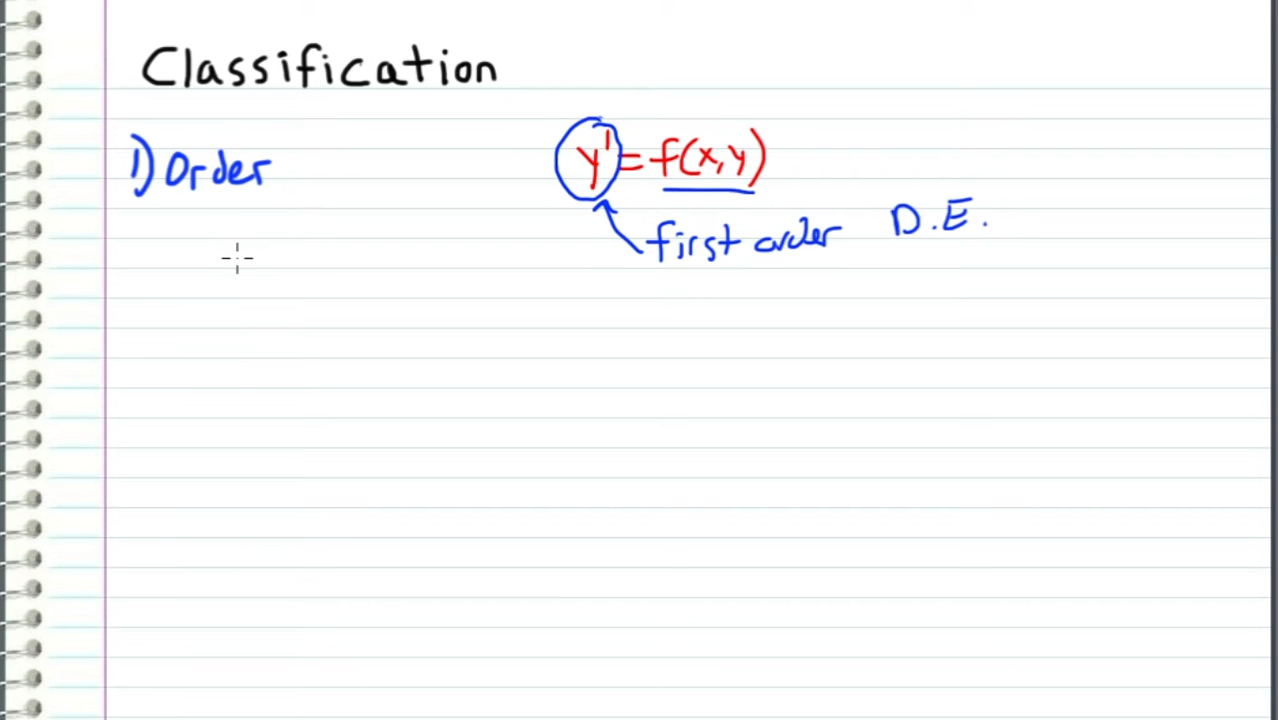 Classification
1) Order
y' = f(x,y)
first order D.E.